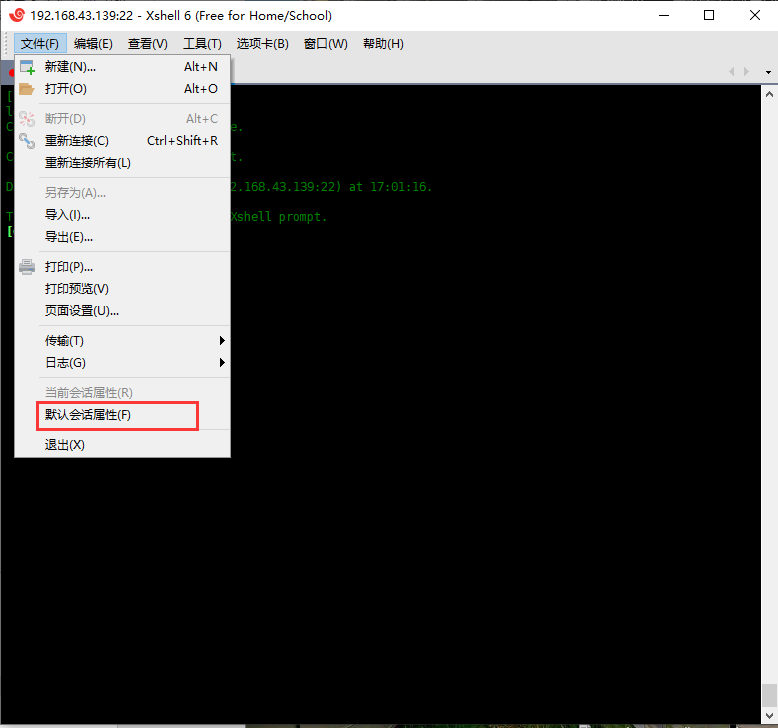 192.168.43.139:22 - Xshell 6 (Free for Home/School)
文件(F) 编辑(E) 查看(V) 工具(T) 选项卡(B) 窗口(W) 帮助(H)
新建(N)... Alt+N
打开(O) Alt+O
断开(D) Alt+C
重新连接(C) Ctrl+Shift+R
重新连接所有(L)
另存为(A)...
导入(I)...
导出(E)...
打印(P)...
打印预览(V)
页面设置(U)...
传输(T)
日志(G)
当前会话属性(R)
默认会话属性(F)
退出(X)
[
l
C e.
C t.
D 2.168.43.139:22) at 17:01:16.
T Xshell prompt.
[